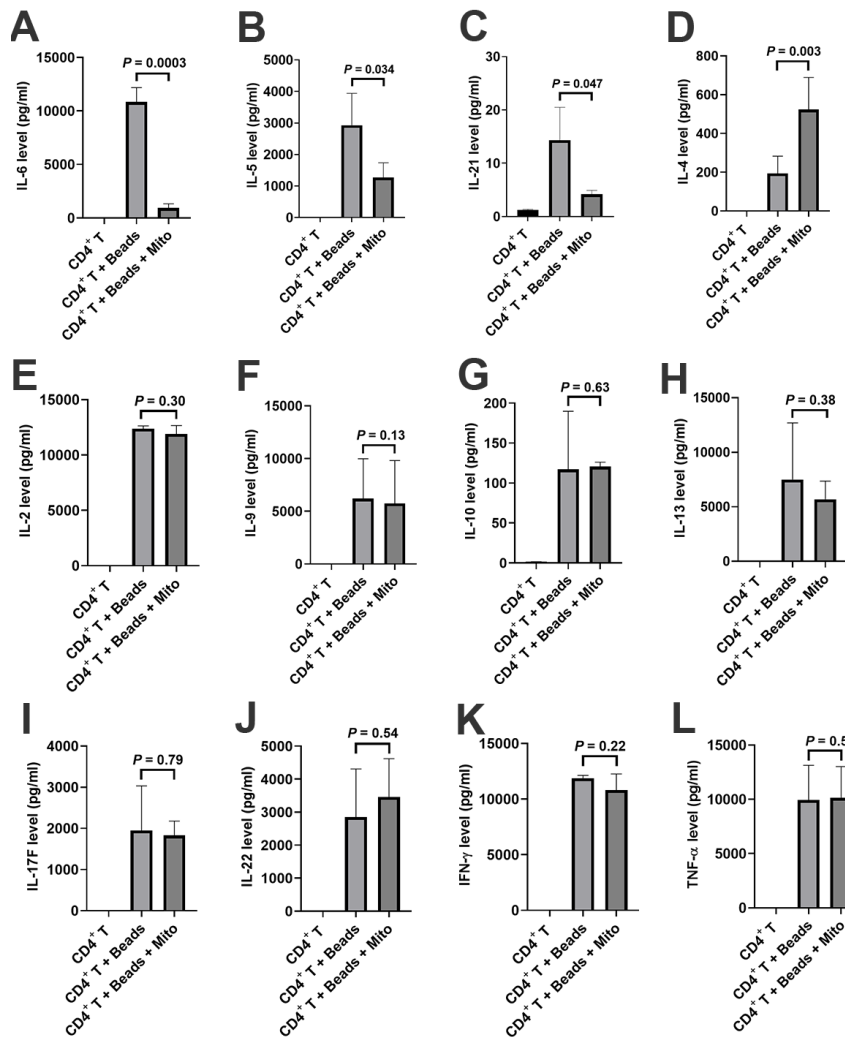 A
P = 0.0003
IL-6 level (pg/ml)
15000
10000
5000
0
CD4+ T
CD4+ T + Beads
CD4+ T + Beads + Mito
B
P = 0.034
IL-5 level (pg/ml)
5000
4000
3000
2000
1000
0
CD4+ T
CD4+ T + Beads
CD4+ T + Beads + Mito
C
P = 0.047
IL-21 level (pg/ml)
30
20
10
0
CD4+ T
CD4+ T + Beads
CD4+ T + Beads + Mito
D
P = 0.003
IL-4 level (pg/ml)
800
600
400
200
0
CD4+ T
CD4+ T + Beads
CD4+ T + Beads + Mito
E
P = 0.30
IL-2 level (pg/ml)
15000
10000
5000
0
CD4+ T
CD4+ T + Beads
CD4+ T + Beads + Mito
F
P = 0.13
IL-9 level (pg/ml)
15000
10000
5000
0
CD4+ T
CD4+ T + Beads
CD4+ T + Beads + Mito
G
P = 0.63
IL-10 level (pg/ml)
200
150
100
50
0
CD4+ T
CD4+ T + Beads
CD4+ T + Beads + Mito
H
P = 0.38
IL-13 level (pg/ml)
15000
10000
5000
0
CD4+ T
CD4+ T + Beads
CD4+ T + Beads + Mito
I
P = 0.79
IL-17F level (pg/ml)
4000
3000
2000
1000
0
CD4+ T
CD4+ T + Beads
CD4+ T + Beads + Mito
J
P = 0.54
IL-22 level (pg/ml)
5000
4000
3000
2000
1000
0
CD4+ T
CD4+ T + Beads
CD4+ T + Beads + Mito
K
P = 0.22
IFN-γ level (pg/ml)
15000
10000
5000
0
CD4+ T
CD4+ T + Beads
CD4+ T + Beads + Mito
L
P =
TNF-α level (pg/ml)
15000
10000
5000
0
CD4+ T
CD4+ T + Beads
CD4+ T + Beads + Mito